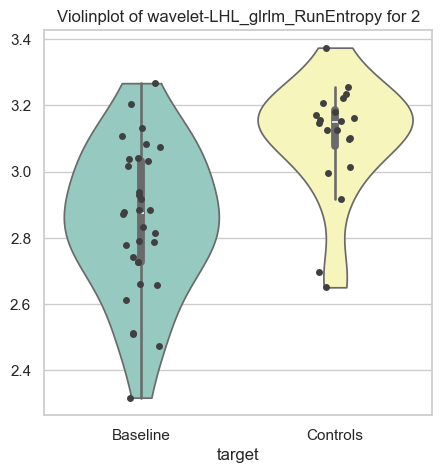 Violinplot of wavelet-LHL_glrlm_RunEntropy for 2
3.4
3.2
3.0
2.8
2.6
2.4
Baseline
Controls
target